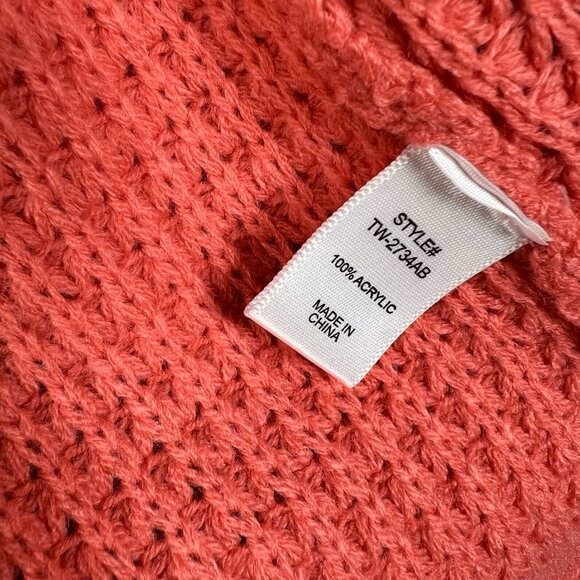 STYLE#
TW-2734AB
100% ACRYLIC
MADE IN
CHINA